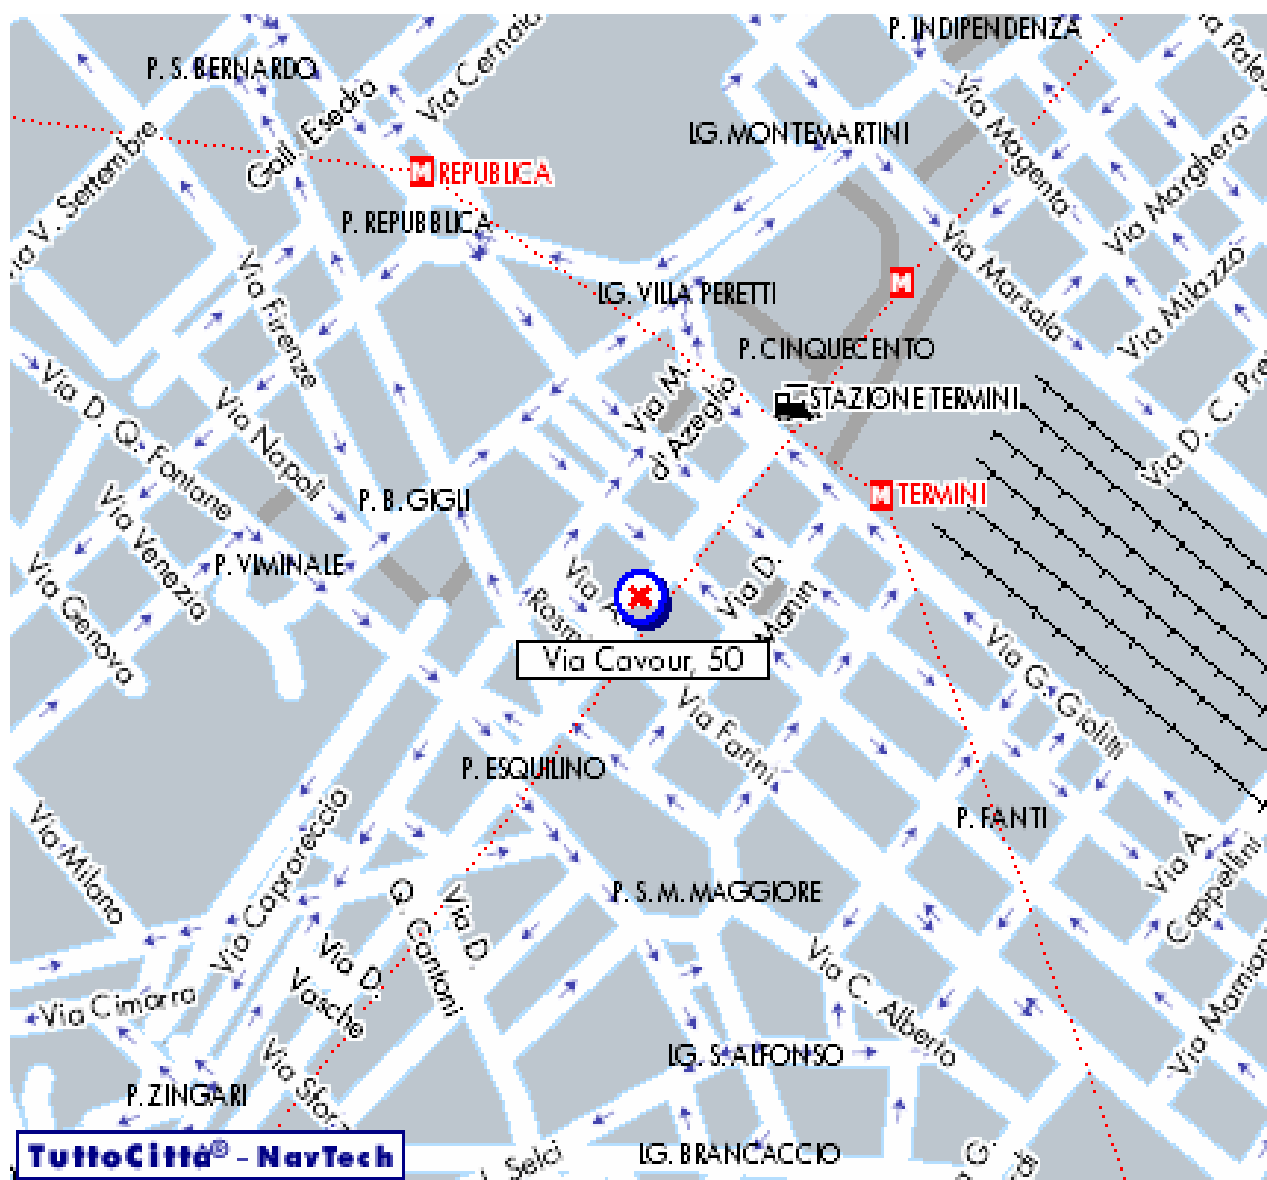 P. INDIPENDENZA
P. S. BERNARDO
Via Cernaia
Gall. Esedra
LG. MONTEMARTINI
Via Magenta
Via Marghera
M REPUBLICA
P. REPUBBLICA
Via Firenze
Via Marsala
Via Milazzo
M
LG. VILLA PERETTI
P. CINQUECENTO
Via M.
d'Azeglio
STAZIONE TERMINI
Via D. Q. Fontane
Via Napoli
P. B. GIGLI
M TERMINI
Via Venezia
P. VIMINALE
Via Genova
Via D.
Manin
Via Cavour, 50
Via G. Giolitti
Via Farini
P. ESQUILINO
P. FANTI
Via Milano
Via Caporeccia
Via A.
Cappellini
P. S. M. MAGGIORE
Q. Cantoni
Via D.
Via D.
Vasche
Via C. Alberto
Via Cimarra
LG. S. ALFONSO
P. ZINGARI
LG. BRANCACCIO
Selci
TuttoCittà® - NavTech